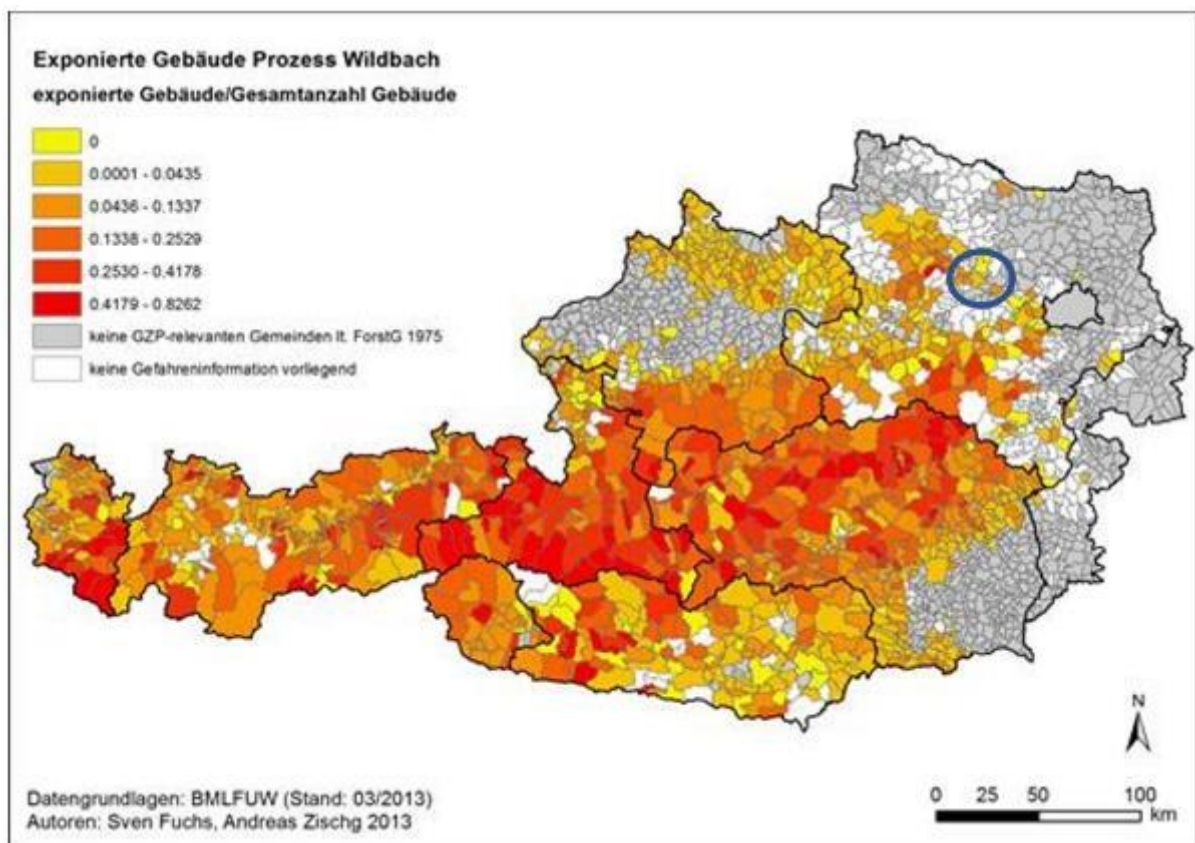 Exponierte Gebäude Prozess Wildbach
exponierte Gebäude/Gesamtanzahl Gebäude
0
0.0001 - 0.0435
0.0436 - 0.1337
0.1338 - 0.2529
0.2530 - 0.4178
0.4179 - 0.8262
keine GZP-relevanten Gemeinden lt. ForstG 1975
keine Gefahreninformation vorliegend
N
Datengrundlagen: BMLFUW (Stand: 03/2013)
Autoren: Sven Fuchs, Andreas Zischg 2013
0 25 50 100
km